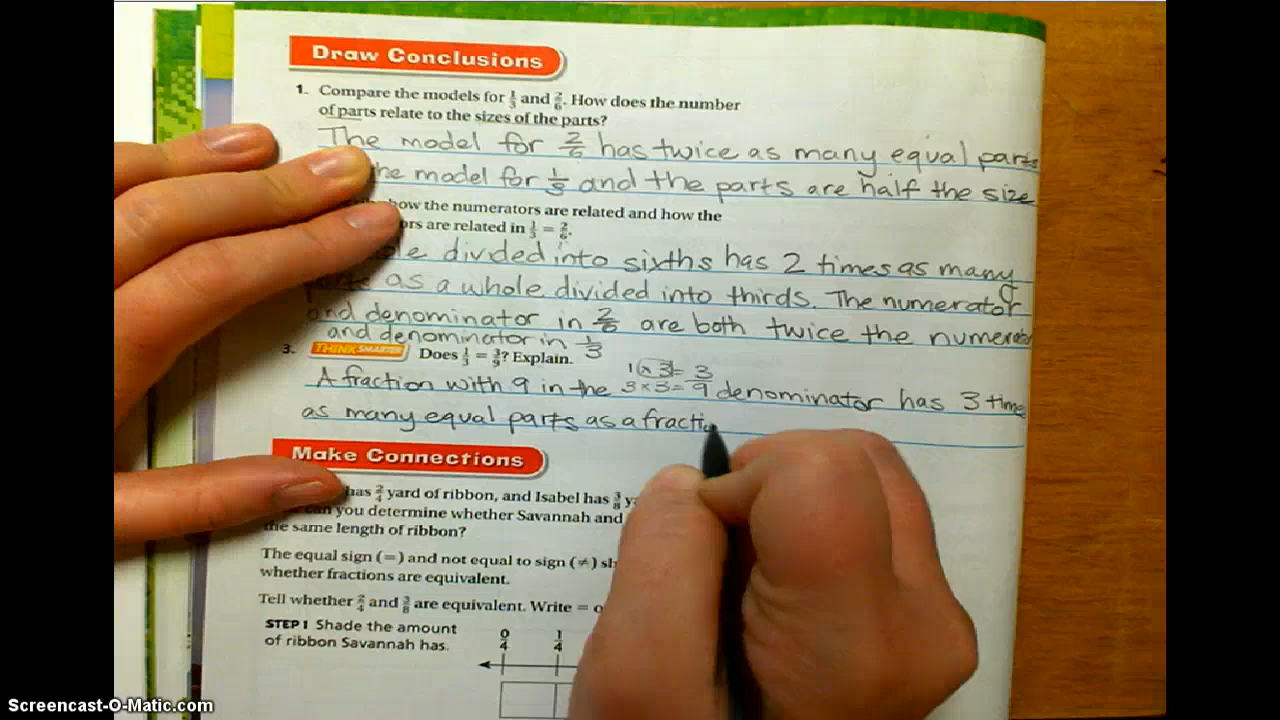 Draw Conclusions
1. Compare the models for 1/3 and 2/6. How does the number
of parts relate to the sizes of the parts?
The model for 2/6 has twice as many equal parts
the model for 1/3 and the parts are half the size
how the numerators are related and how the
are related in 1/3 = 2/6.
divided into sixths has 2 times as many
as a whole divided into thirds. The numerator
and denominator in 2/6 are both twice the numerator
and denominator in 1/3
3. THINK SMARTER Does 1/3 = 3/9? Explain.
1 × 3 = 3
3 × 3 = 9
A fraction with 9 in the denominator has 3 time
as many equal parts as a fractio
Make Connections
has 2/4 yard of ribbon, and Isabel has 3/8 y
can you determine whether Savannah and
the same length of ribbon?
The equal sign (=) and not equal to sign (≠) sh
whether fractions are equivalent.
Tell whether 2/4 and 3/8 are equivalent. Write = o
STEP 1 Shade the amount
of ribbon Savannah has.
0/4 1/4
Screencast-O-Matic.com